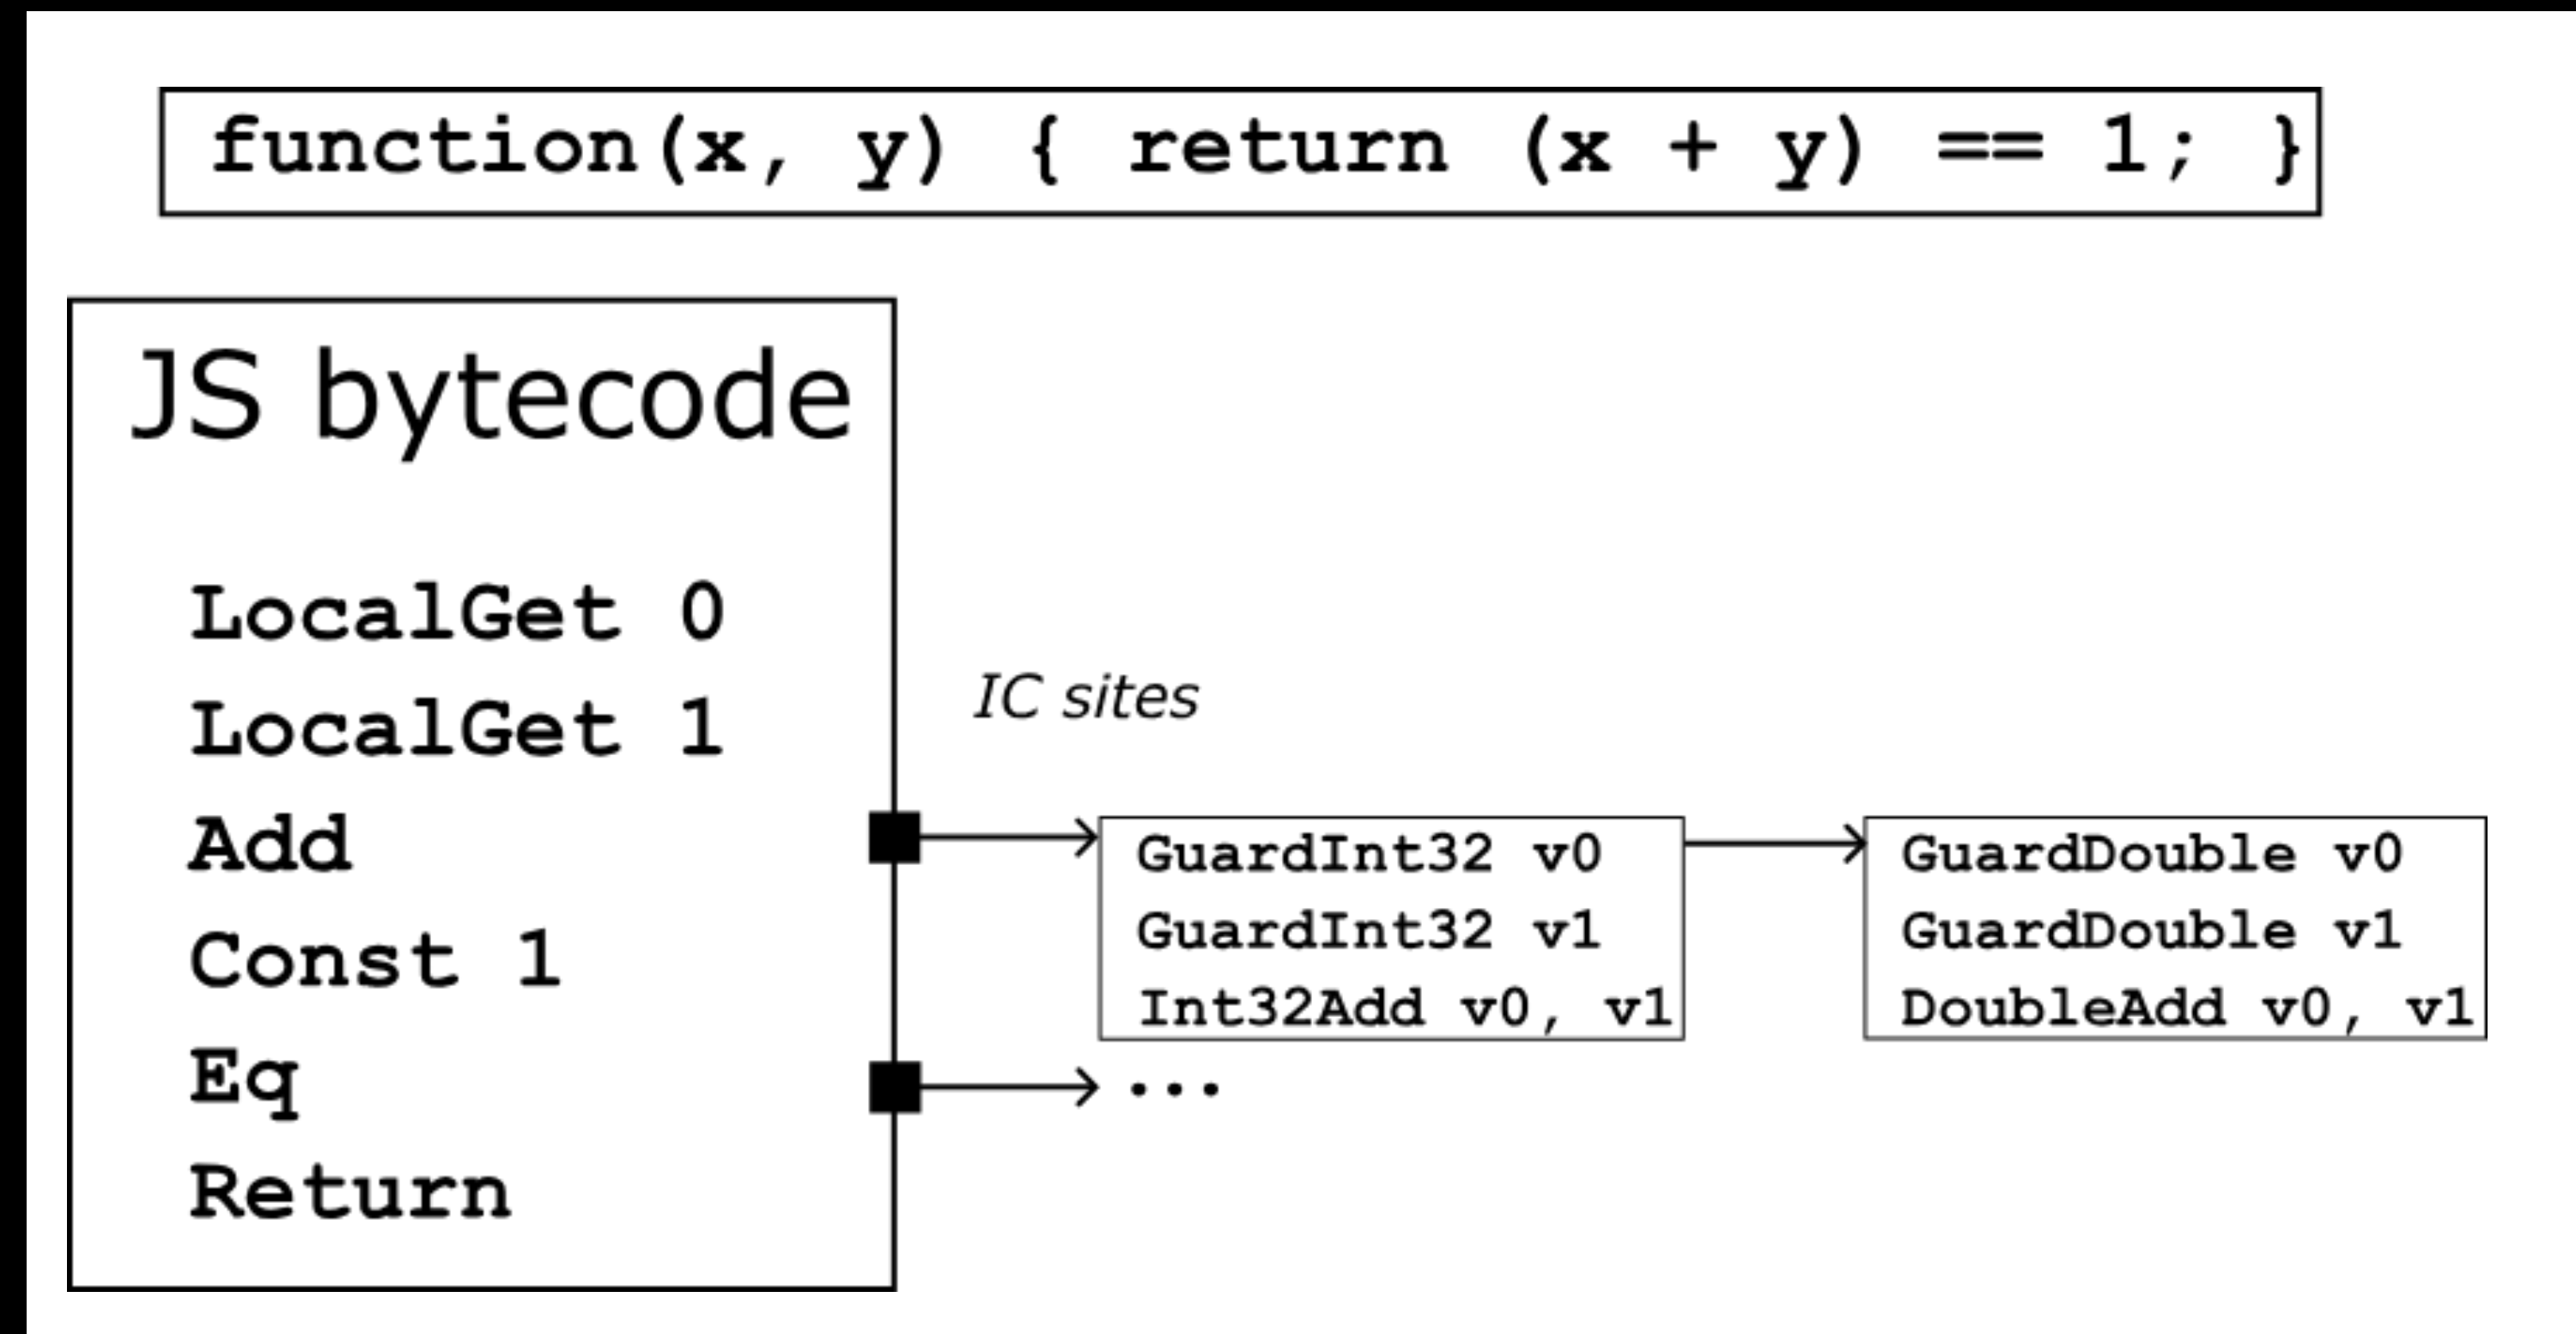 function(x, y) { return (x + y) == 1; }
JS bytecode
LocalGet 0
LocalGet 1
Add
Const 1
Eq
Return
IC sites
GuardInt32 v0
GuardInt32 v1
Int32Add v0, v1
GuardDouble v0
GuardDouble v1
DoubleAdd v0, v1
...